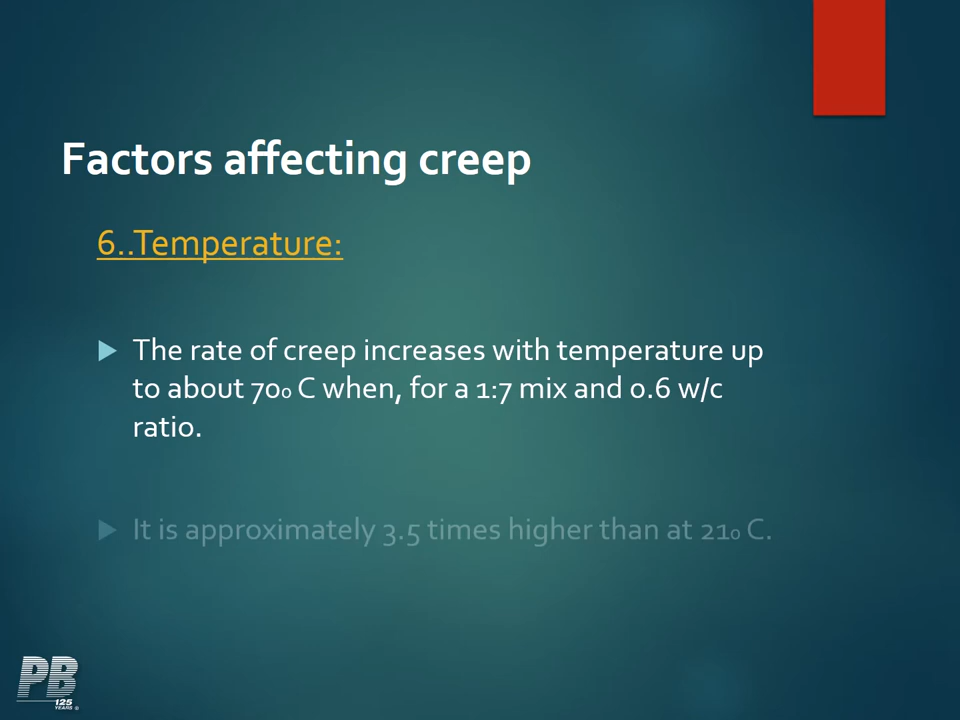 Factors affecting creep
6..Temperature:
The rate of creep increases with temperature up
to about 70o C when, for a 1:7 mix and 0.6 w/c
ratio.
It is approximately 3.5 times higher than at 21o C.
PB
125
YEARS ®